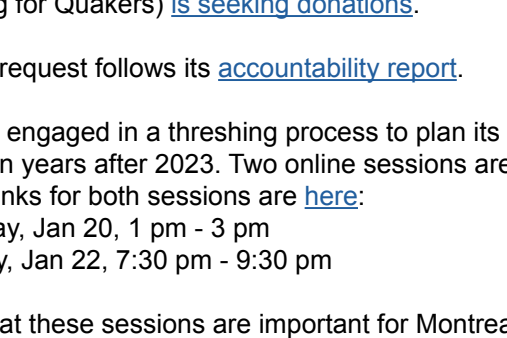 g for Quakers) is seeking donations.
request follows its accountability report.
engaged in a threshing process to plan its
n years after 2023. Two online sessions are
nks for both sessions are here:
ay, Jan 20, 1 pm - 3 pm
y, Jan 22, 7:30 pm - 9:30 pm
at these sessions are important for Montrea